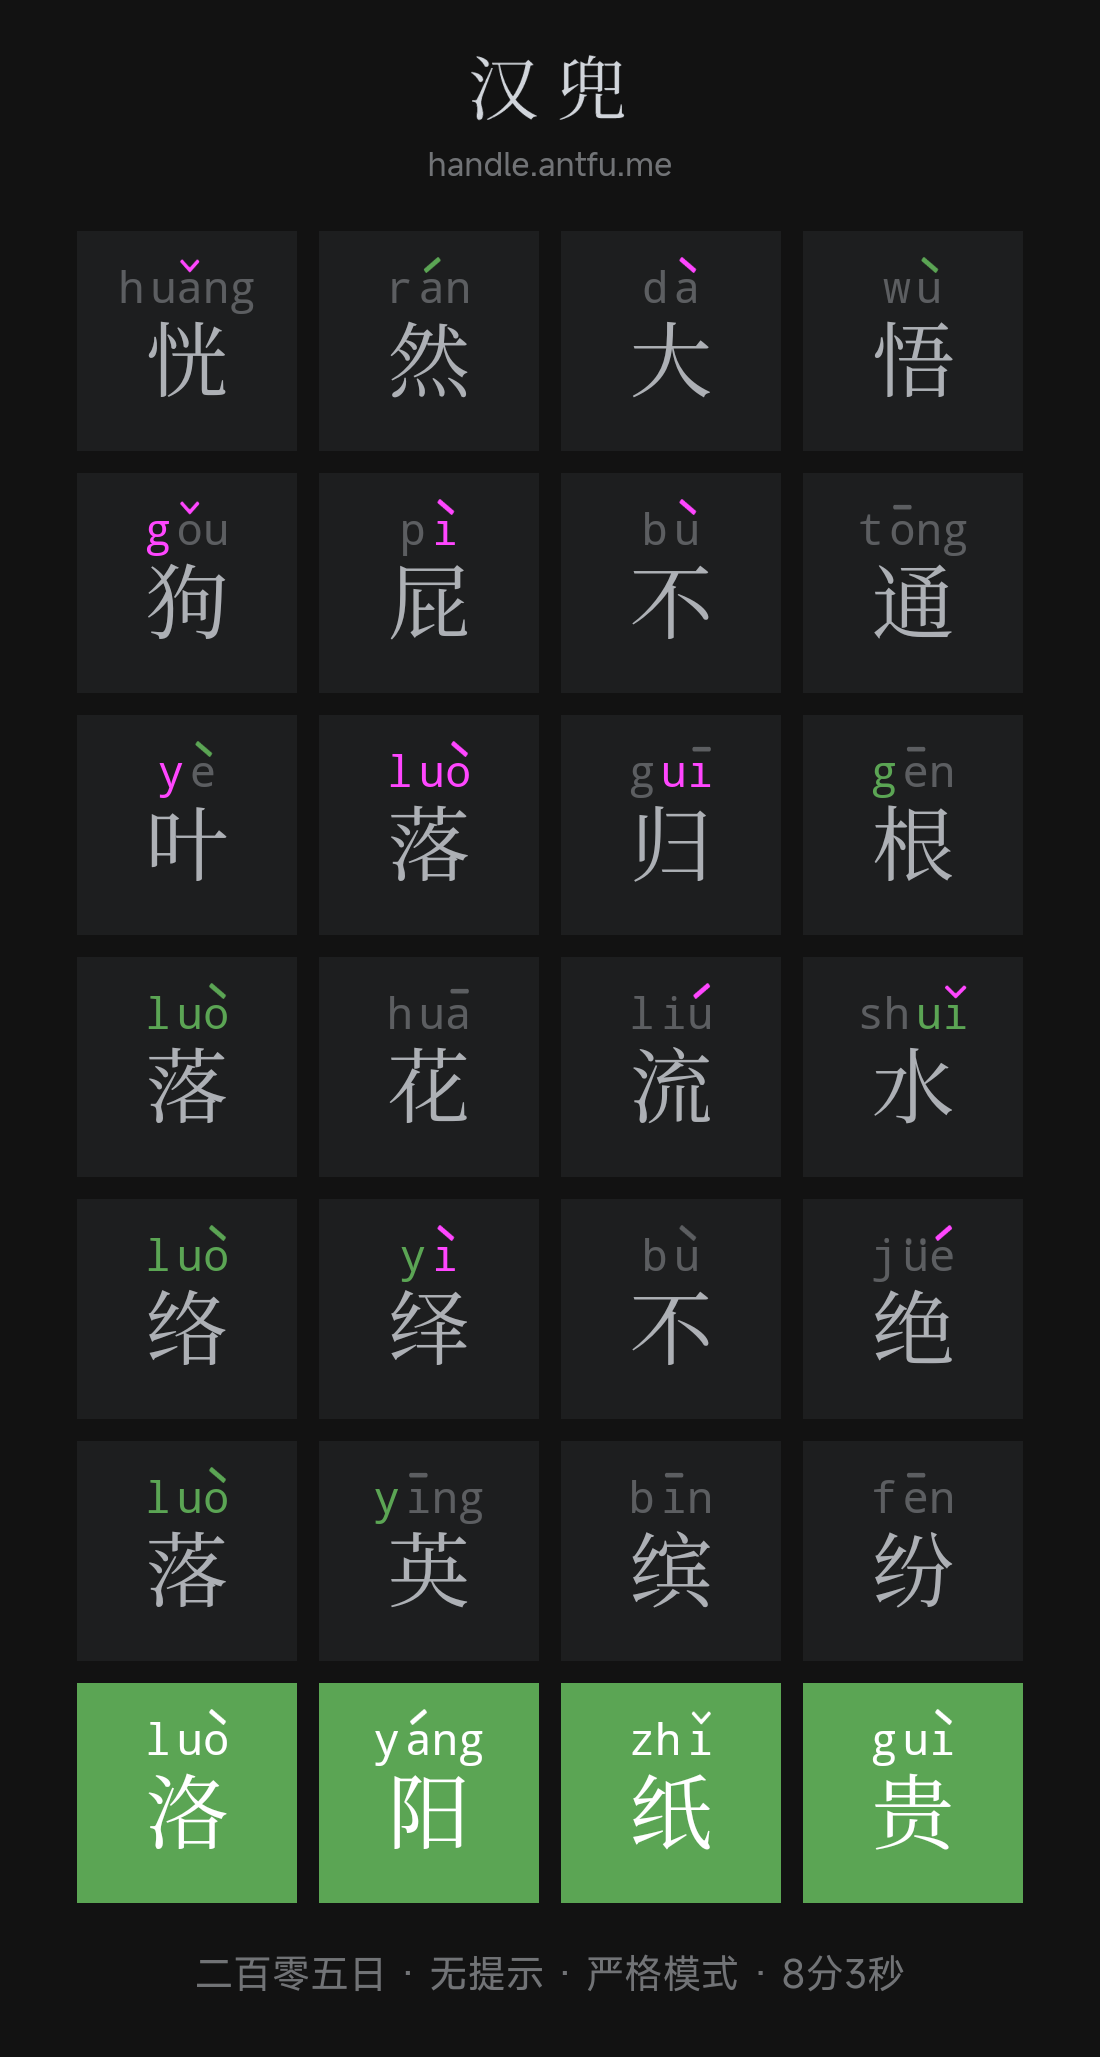 汉兜
handle.antfu.me
huǎng rán dà wù
恍 然 大 悟
gǒu pì bù tōng
狗 屁 不 通
yè luò guī gēn
叶 落 归 根
luò huā liú shuǐ
落 花 流 水
luò yì bù jüé
络 绎 不 绝
luò yīng bīn fēn
落 英 缤 纷
luò yáng zhǐ guì
洛 阳 纸 贵
二百零五日 · 无提示 · 严格模式 · 8分3秒